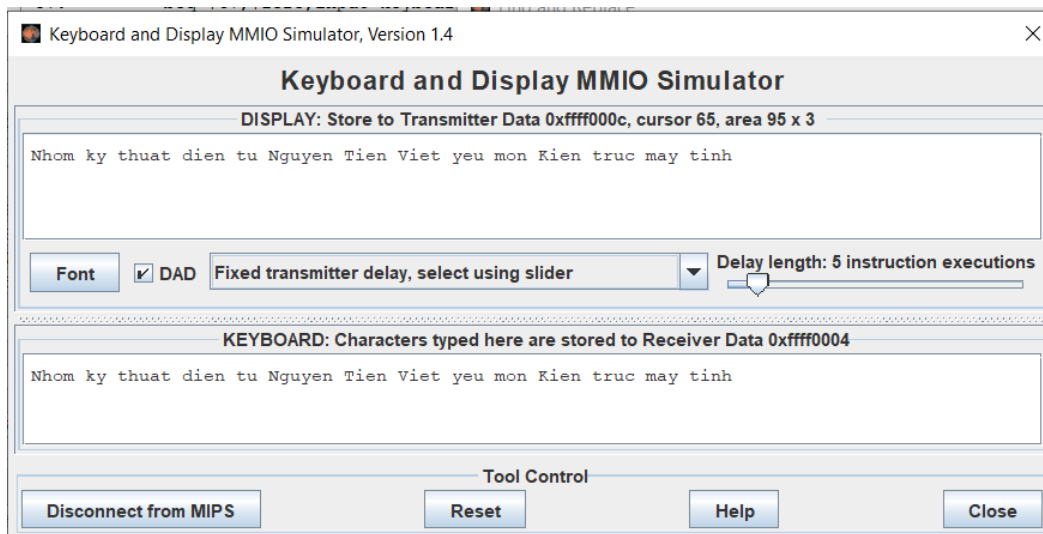 Keyboard and Display MMIO Simulator, Version 1.4
Keyboard and Display MMIO Simulator
DISPLAY: Store to Transmitter Data 0xffff000c, cursor 65, area 95 x 3
Nhom ky thuat dien tu Nguyen Tien Viet yeu mon Kien truc may tinh
Font
DAD
Fixed transmitter delay, select using slider
Delay length: 5 instruction executions
KEYBOARD: Characters typed here are stored to Receiver Data 0xffff0004
Nhom ky thuat dien tu Nguyen Tien Viet yeu mon Kien truc may tinh
Tool Control
Disconnect from MIPS
Reset
Help
Close